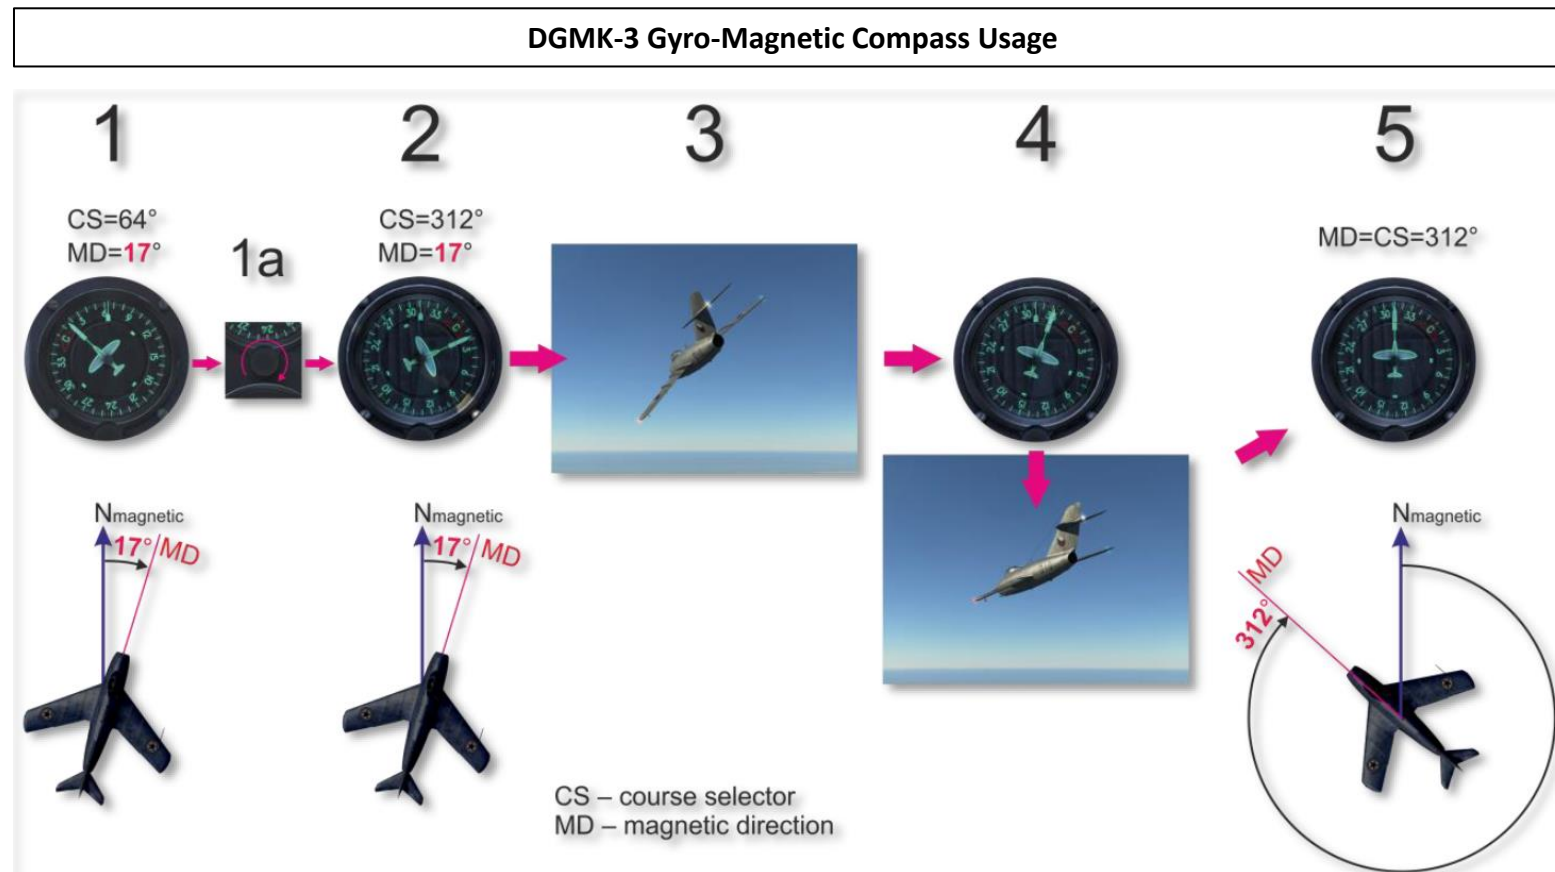 DGMK-3 Gyro-Magnetic Compass Usage
1
2
3
4
5
CS=64°
MD=17°
1a
CS=312°
MD=17°
MD=CS=312°
Nmagnetic
17° MD
Nmagnetic
17° MD
Nmagnetic
MD
312°
CS – course selector
MD – magnetic direction